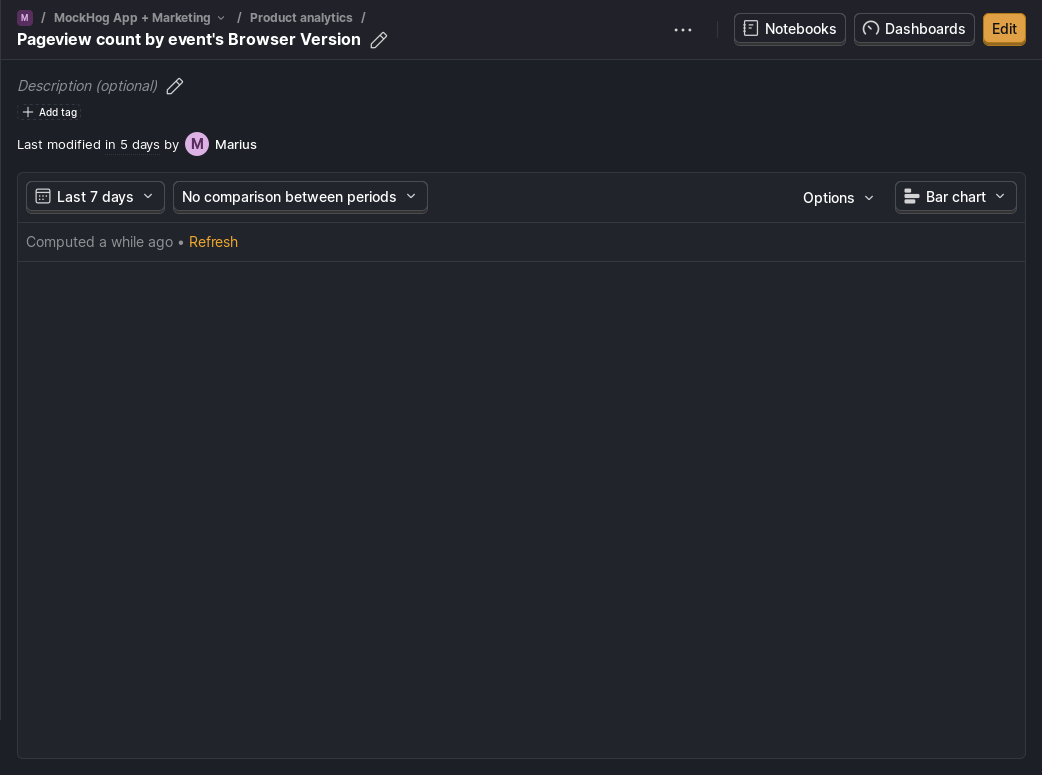 M / MockHog App + Marketing / Product analytics /
Pageview count by event's Browser Version
Notebooks
Dashboards
Edit
Description (optional)
Add tag
Last modified in 5 days by M Marius
Last 7 days
No comparison between periods
Options
Bar chart
Computed a while ago • Refresh